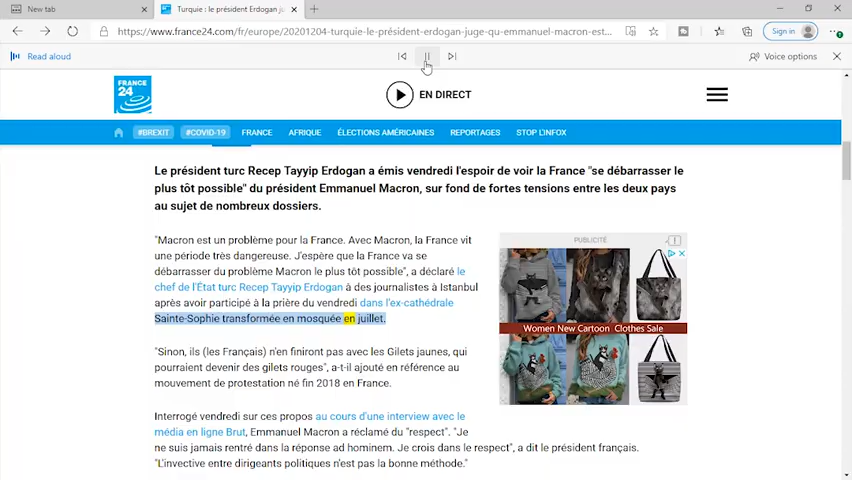 New tab
Turquie : le président Erdogan ju
https://www.france24.com/fr/europe/20201204-turquie-le-président-erdogan-juge-qu-emmanuel-macron-est...
Sign in
Read aloud
Voice options
FRANCE
24
EN DIRECT
#BREXIT
#COVID-19
FRANCE
AFRIQUE
ÉLECTIONS AMÉRICAINES
REPORTAGES
STOP L'INFOX
Le président turc Recep Tayyip Erdogan a émis vendredi l'espoir de voir la France "se débarrasser le
plus tôt possible" du président Emmanuel Macron, sur fond de fortes tensions entre les deux pays
au sujet de nombreux dossiers.
"Macron est un problème pour la France. Avec Macron, la France vit
une période très dangereuse. J'espère que la France va se
débarrasser du problème Macron le plus tôt possible", a déclaré le
chef de l'État turc Recep Tayyip Erdogan à des journalistes à Istanbul
après avoir participé à la prière du vendredi dans l'ex-cathédrale
Sainte-Sophie transformée en mosquée en juillet.
PUBLICITÉ
Women New Cartoon Clothes Sale
"Sinon, ils (les Français) n'en finiront pas avec les Gilets jaunes, qui
pourraient devenir des gilets rouges", a-t-il ajouté en référence au
mouvement de protestation né fin 2018 en France.
Interrogé vendredi sur ces propos au cours d'une interview avec le
média en ligne Brut, Emmanuel Macron a réclamé du "respect". "Je
ne suis jamais rentré dans la réponse ad hominem. Je crois dans le respect", a dit le président français.
"L'invective entre dirigeants politiques n'est pas la bonne méthode."